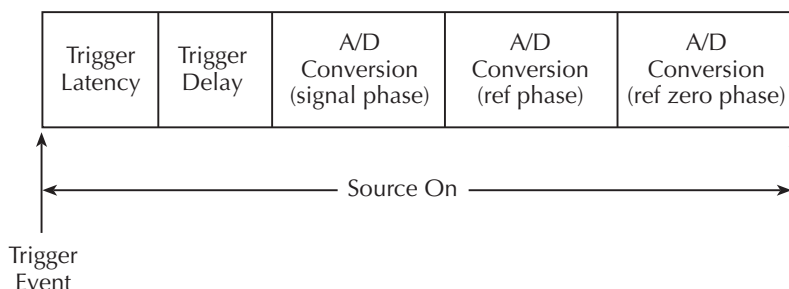 Trigger
Latency
Trigger
Delay
A/D
Conversion
(signal phase)
A/D
Conversion
(ref phase)
A/D
Conversion
(ref zero phase)
Source On
Trigger
Event